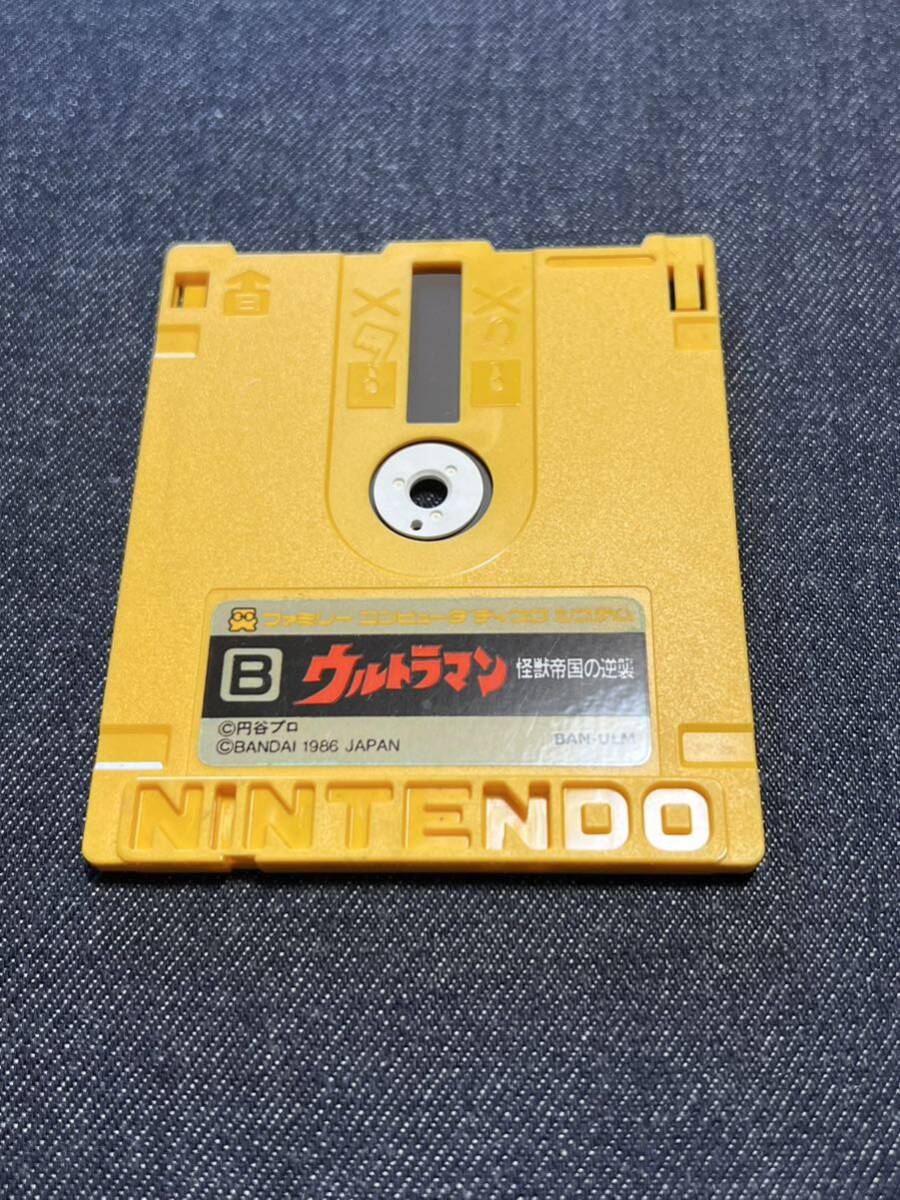 B
ファミリー コンピュータ ディスク システム
B ウルトラマン 怪獣帝国の逆襲
©円谷プロ
©BANDAI 1986 JAPAN BAN-ULM
NINTENDO